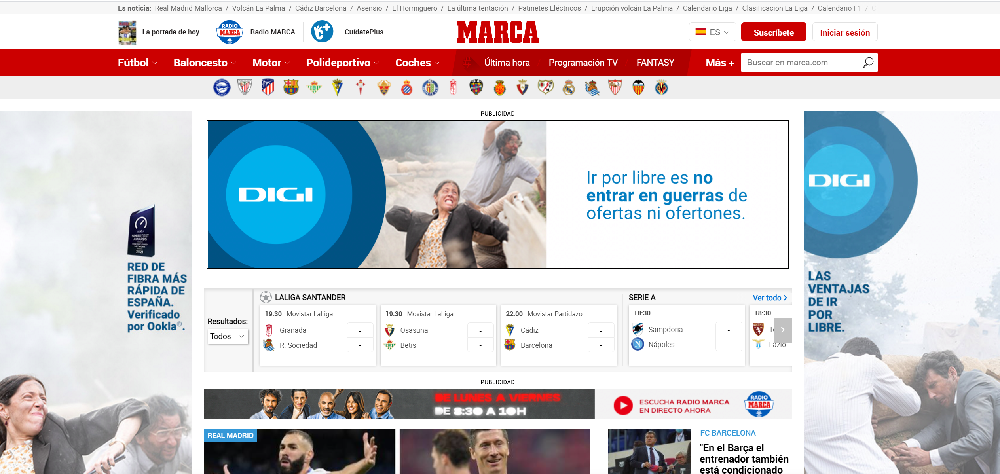 Es noticia: Real Madrid Mallorca / Volcán La Palma / Cádiz Barcelona / Asensio / El Hormiguero / La última tentación / Patinetes Eléctricos / Erupción volcán La Palma / Calendario Liga / Clasificacion La Liga / Calendario F1 / C
MARCA
La portada de hoy
RADIO
MARCA
Radio MARCA
CuídatePlus
MARCA
ES
Suscríbete
Iniciar sesión
Fútbol
Baloncesto
Motor
Polideportivo
Coches
#
Última hora / Programación TV / FANTASY
Más +
Buscar en marca.com
PUBLICIDAD
DIGI
Ir por libre es no
entrar en guerras de
ofertas ni ofertones.
OOKLA
SPEEDTEST
AWARDS
FASTEST FIXED
NETWORK
2021
RED DE
FIBRA MÁS
RÁPIDA DE
ESPAÑA.
Verificado
por Ookla®.
DIGI
LAS
VENTAJAS
DE IR
POR
LIBRE.
Resultados:
Todos
LALIGA SANTANDER
19:30 Movistar LaLiga
Granada -
R. Sociedad -
19:30 Movistar LaLiga
Osasuna -
Betis -
22:00 Movistar Partidazo
Cádiz -
Barcelona -
SERIE A
Ver todo
18:30
Sampdoria -
Nápoles -
18:30
Lazio
PUBLICIDAD
DE LUNES A VIERNES
DE 8:30 A 10H
ESCUCHA RADIO MARCA
EN DIRECTO AHORA
RADIO
MARCA
REAL MADRID
FC BARCELONA
"En el Barça el
entrenador también
está condicionado